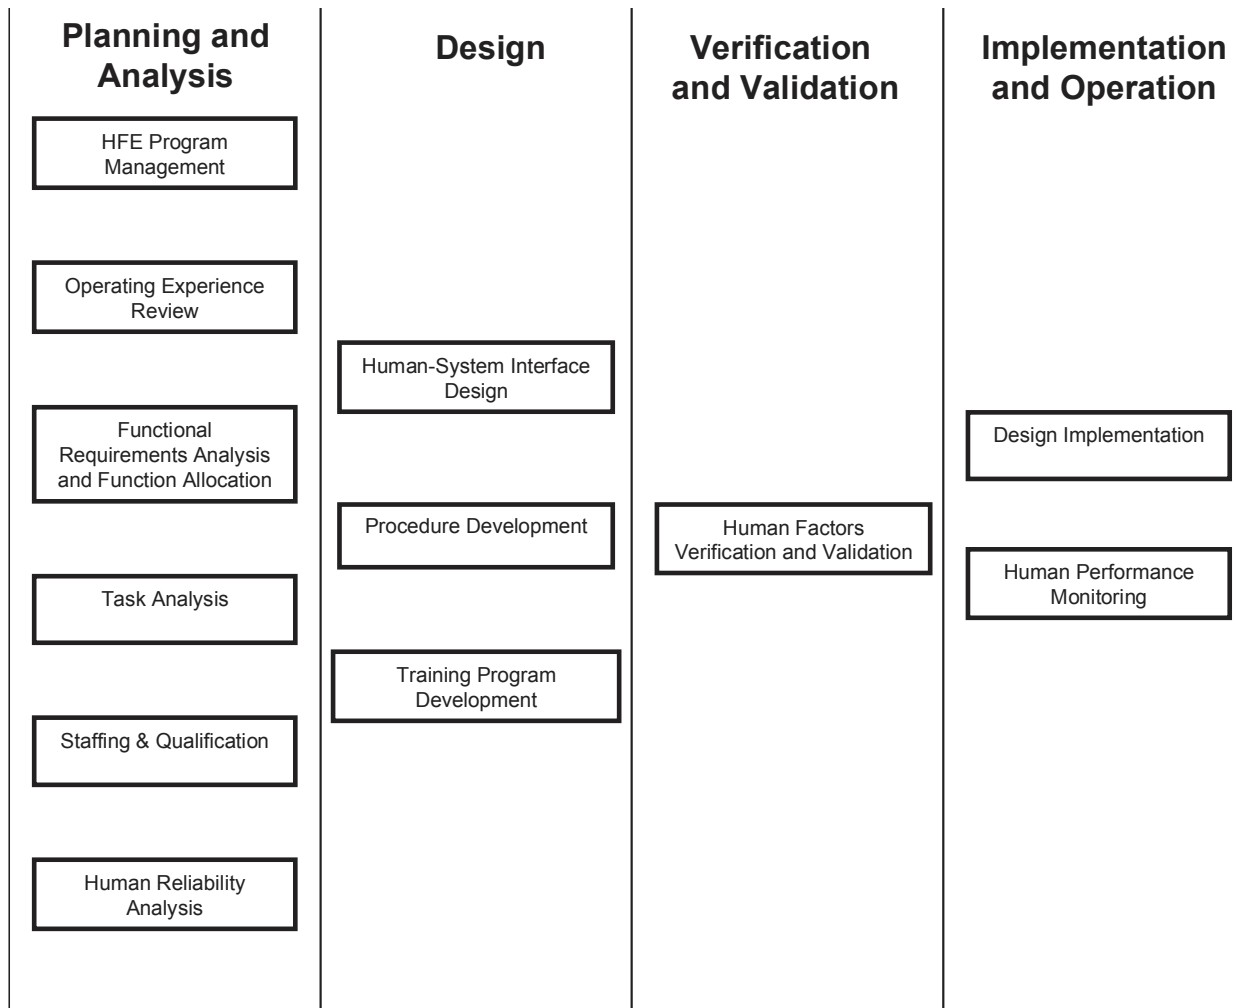 Planning and
Analysis
HFE Program
Management
Operating Experience
Review
Functional
Requirements Analysis
and Function Allocation
Task Analysis
Staffing & Qualification
Human Reliability
Analysis
Design
Human-System Interface
Design
Procedure Development
Training Program
Development
Verification
and Validation
Human Factors
Verification and Validation
Implementation
and Operation
Design Implementation
Human Performance
Monitoring